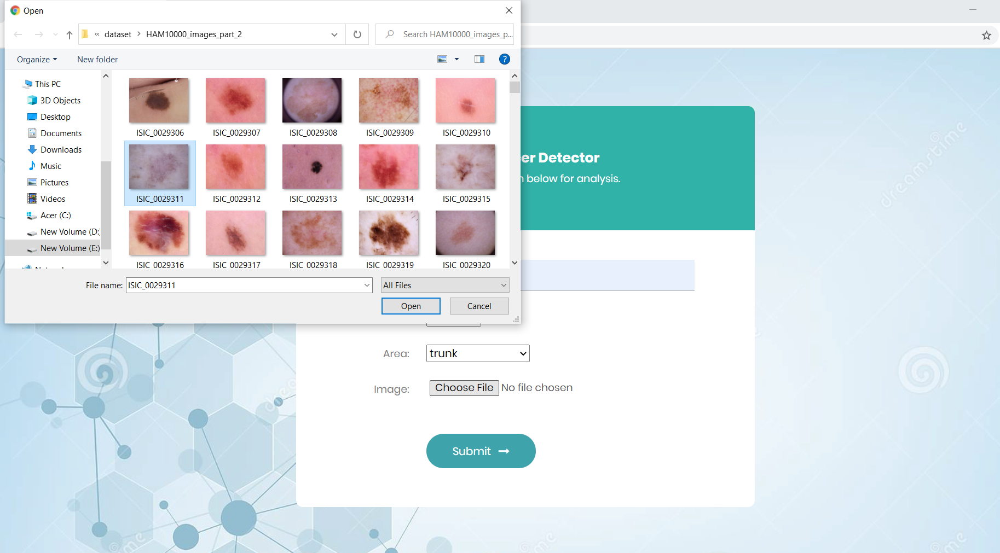 Open
« dataset > HAM10000_images_part_2
Search HAM10000_images_p...
Organize
New folder
?
This PC
3D Objects
Desktop
Documents
Downloads
Music
Pictures
Videos
Acer (C:)
New Volume (D:)
New Volume (E:)
ISIC_0029306
ISIC_0029307
ISIC_0029308
ISIC_0029309
ISIC_0029310
ISIC_0029311
ISIC_0029312
ISIC_0029313
ISIC_0029314
ISIC_0029315
ISIC_0029316
ISIC_0029317
ISIC_0029318
ISIC_0029319
ISIC_0029320
File name: ISIC_0029311
All Files
Open
Cancel
er Detector
below for analysis.
Area: trunk
Image: Choose File No file chosen
Submit
dreamstime